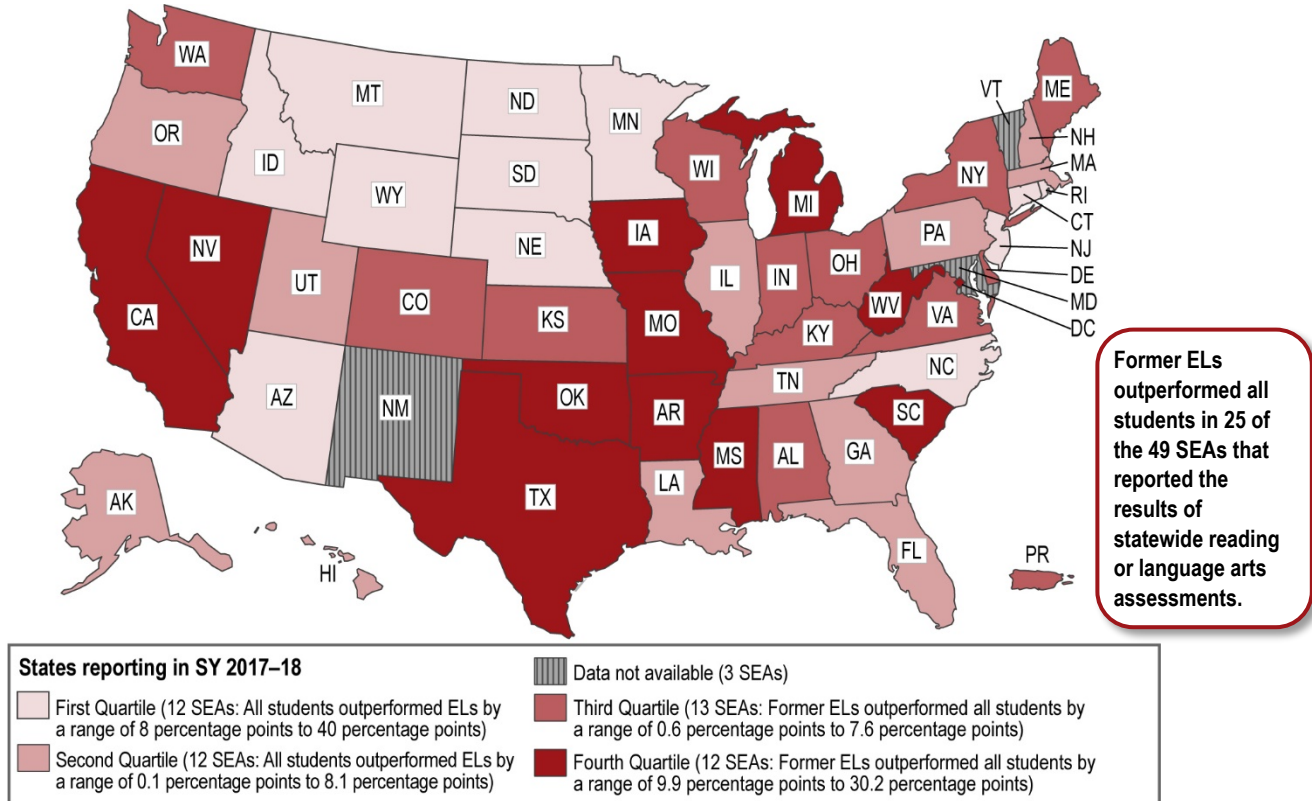 WA
MT
ND
MN
VT
ME
OR
ID
SD
WI
NY
NH
MA
WY
MI
RI
CT
NE
IA
PA
NJ
NV
UT
IL
IN
OH
DE
MD
CO
WV
DC
CA
KS
MO
KY
VA
AZ
NM
OK
AR
TN
NC
SC
MS
AL
GA
TX
LA
AK
HI
FL
PR
Former ELs
outperformed all
students in 25 of
the 49 SEAs that
reported the
results of
statewide reading
or language arts
assessments.
States reporting in SY 2017–18
First Quartile (12 SEAs: All students outperformed ELs by
a range of 8 percentage points to 40 percentage points)
Second Quartile (12 SEAs: All students outperformed ELs by
a range of 0.1 percentage points to 8.1 percentage points)
Data not available (3 SEAs)
Third Quartile (13 SEAs: Former ELs outperformed all students by
a range of 0.6 percentage points to 7.6 percentage points)
Fourth Quartile (12 SEAs: Former ELs outperformed all students by
a range of 9.9 percentage points to 30.2 percentage points)